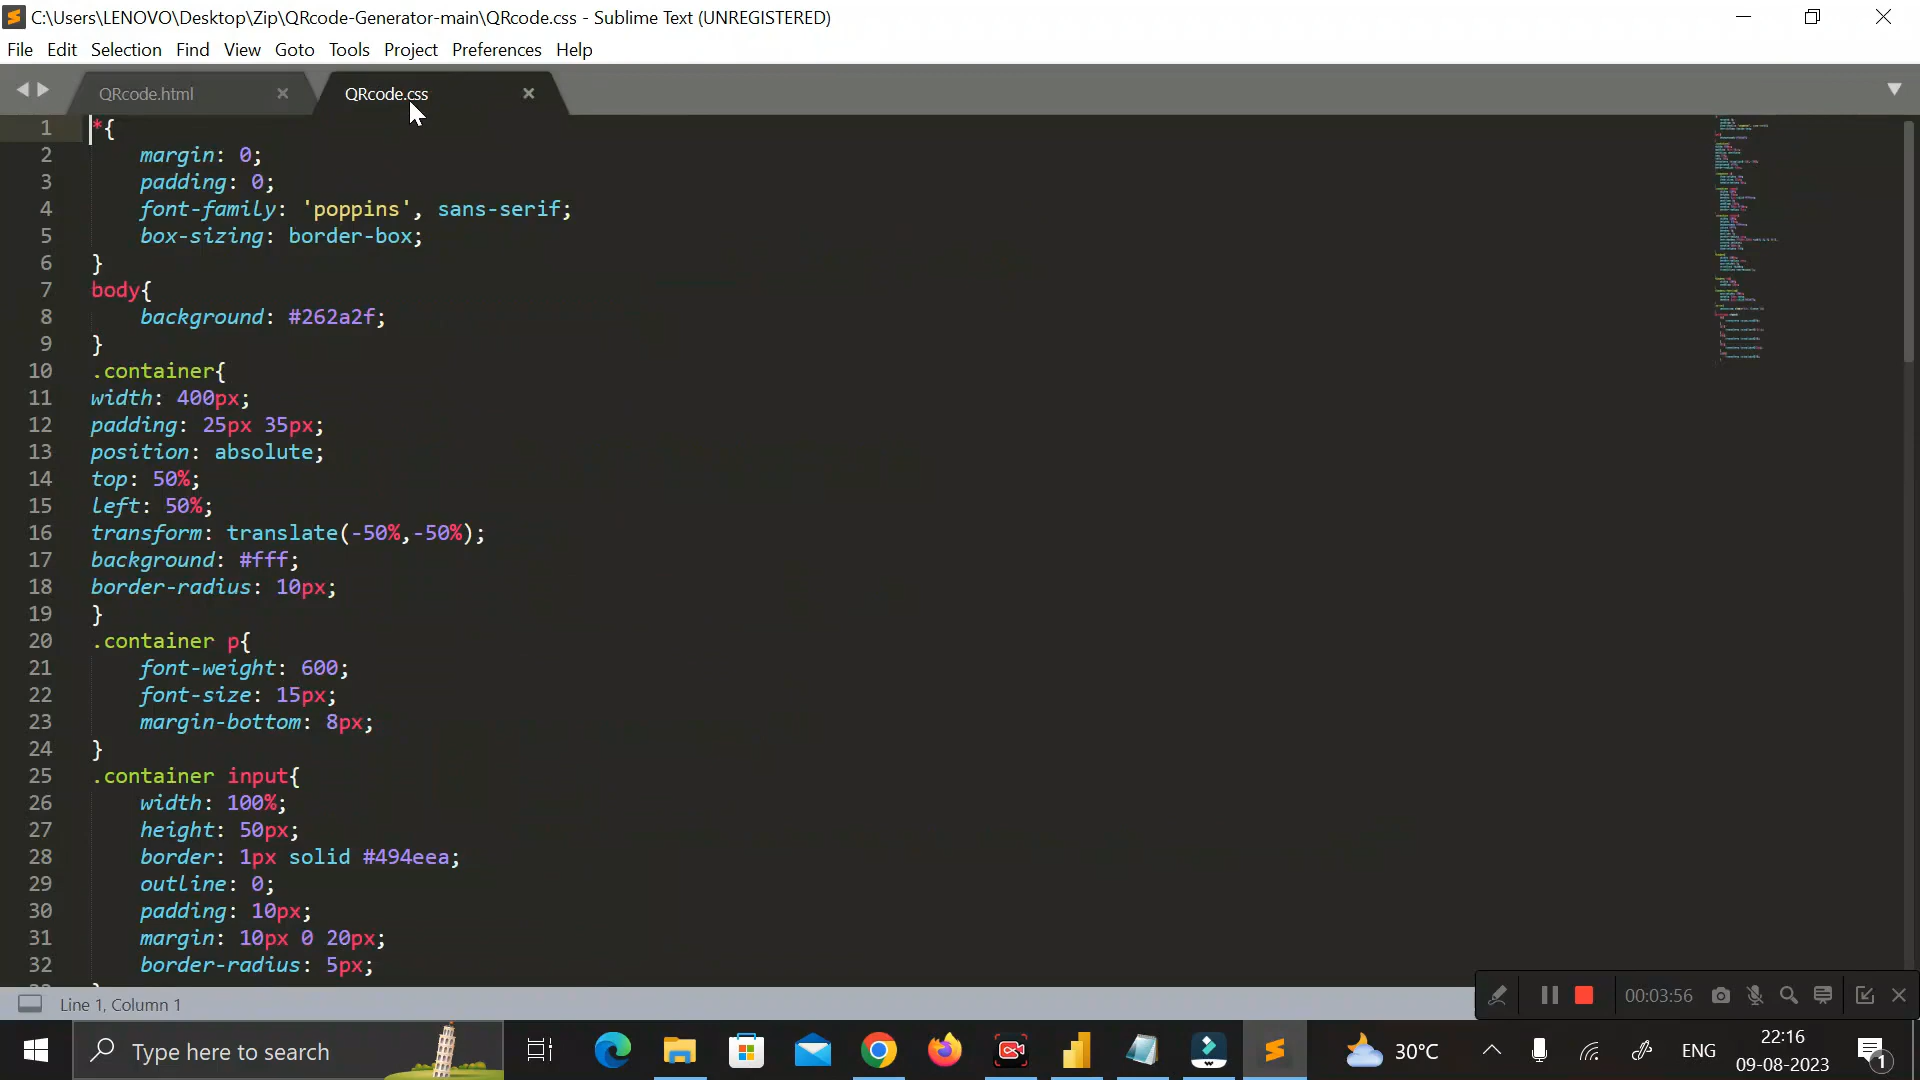 C:\Users\LENOVO\Desktop\Zip\QRcode-Generator-main\QRcode.css - Sublime Text (UNREGISTERED)
File Edit Selection Find View Goto Tools Project Preferences Help
QRcode.html QRcode.css
1 *{
2 margin: 0;
3 padding: 0;
4 font-family: 'poppins', sans-serif;
5 box-sizing: border-box;
6 }
7 body{
8 background: #262a2f;
9 }
10 .container{
11 width: 400px;
12 padding: 25px 35px;
13 position: absolute;
14 top: 50%;
15 left: 50%;
16 transform: translate(-50%,-50%);
17 background: #fff;
18 border-radius: 10px;
19 }
20 .container p{
21 font-weight: 600;
22 font-size: 15px;
23 margin-bottom: 8px;
24 }
25 .container input{
26 width: 100%;
27 height: 50px;
28 border: 1px solid #494eea;
29 outline: 0;
30 padding: 10px;
31 margin: 10px 0 20px;
32 border-radius: 5px;
Line 1, Column 1
00:03:56
Type here to search
30°C
ENG
22:16
09-08-2023
1